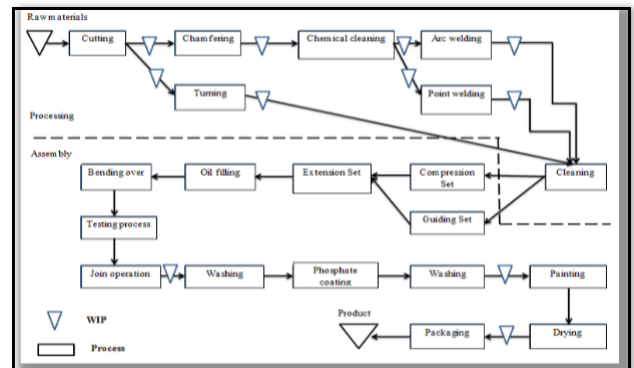 Raw materials
Cutting
Chamfering
Chemical cleaning
Arc welding
Turning
Point welding
Processing
Assembly
Bending over
Oil filling
Extension Set
Compression
Set
Cleaning
Guiding Set
Testing process
Join operation
Washing
Phosphate
coating
Washing
Painting
Product
WIP
Packaging
Drying
Process